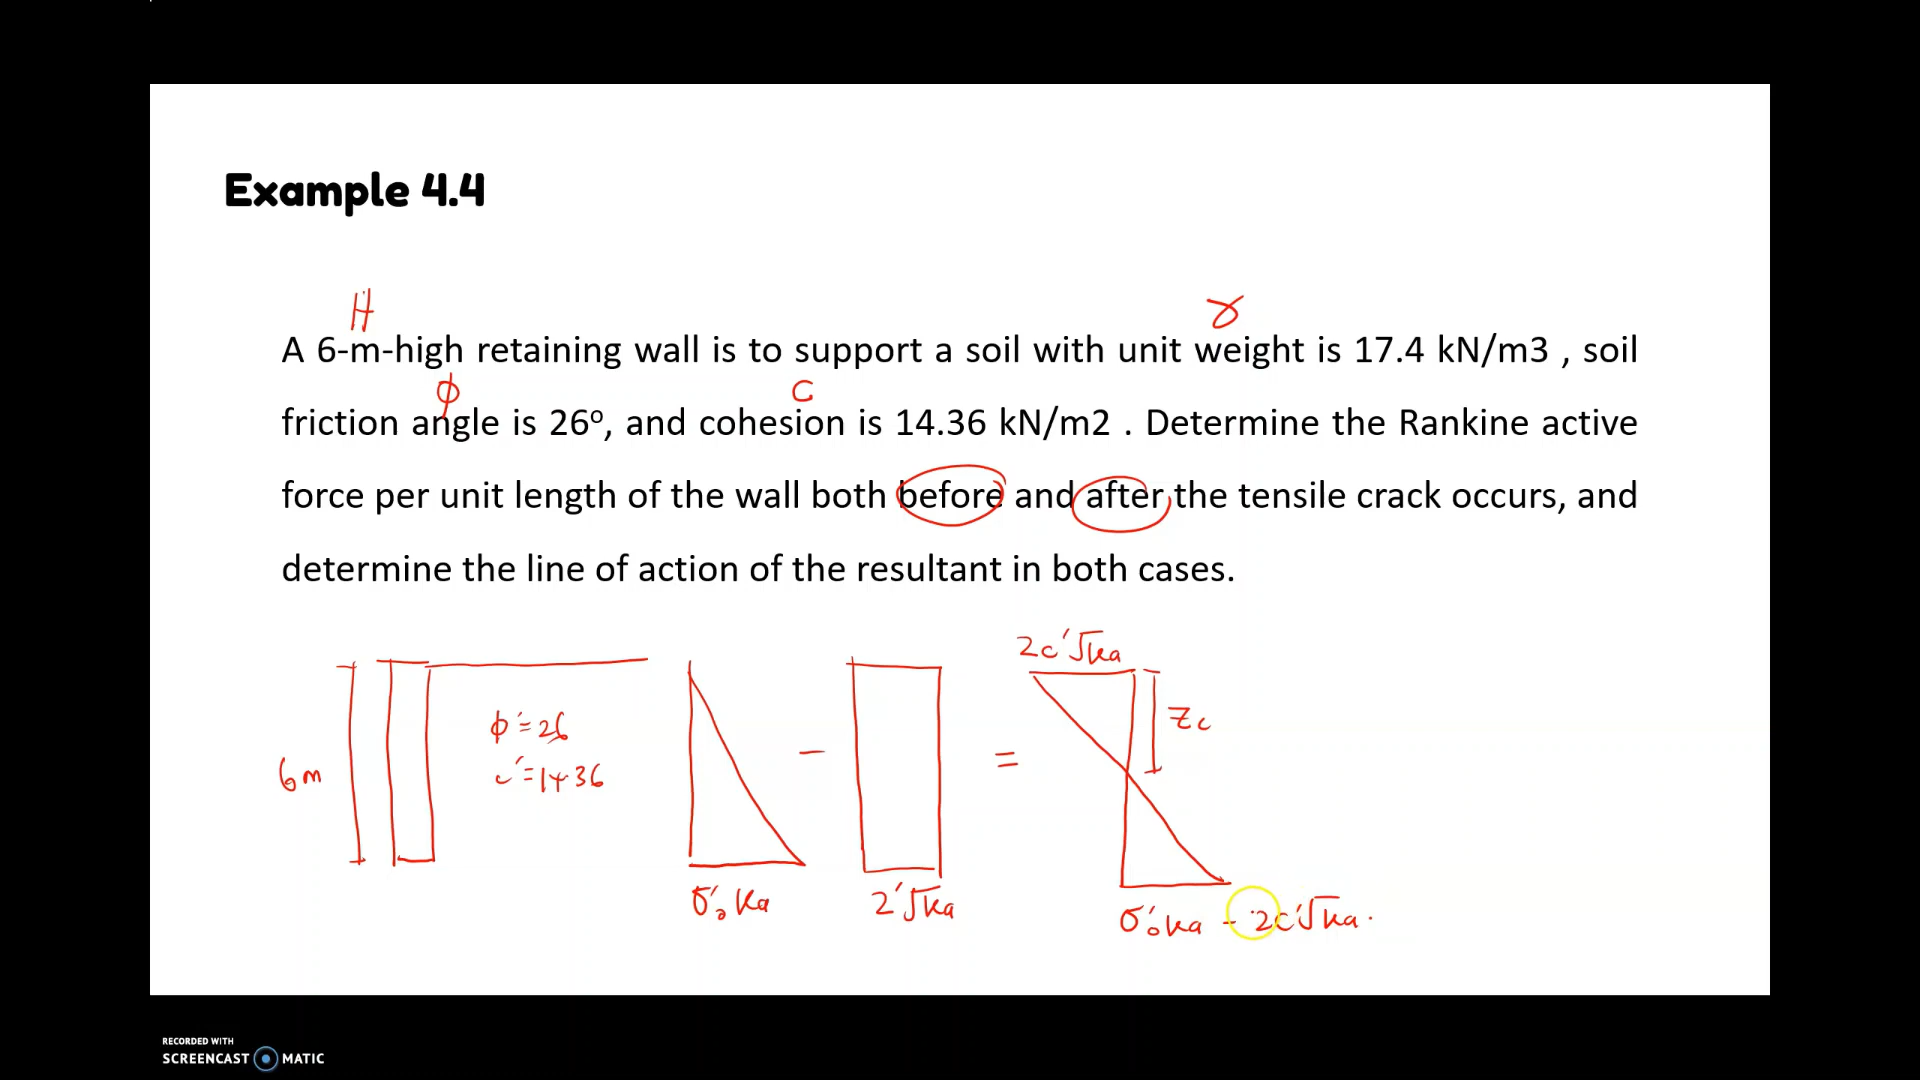 Example 4.4
H γ
A 6-m-high retaining wall is to support a soil with unit weight is 17.4 kN/m3 , soil
ϕ c
friction angle is 26º, and cohesion is 14.36 kN/m2 . Determine the Rankine active
force per unit length of the wall both before and after the tensile crack occurs, and
determine the line of action of the resultant in both cases.
2c'√ka
6m
ϕ'=26
c'=14.36
-
=
zc
σ'o ka
2'√ka
σ'o ka - 2c'√ka.
RECORDED WITH
SCREENCAST MATIC